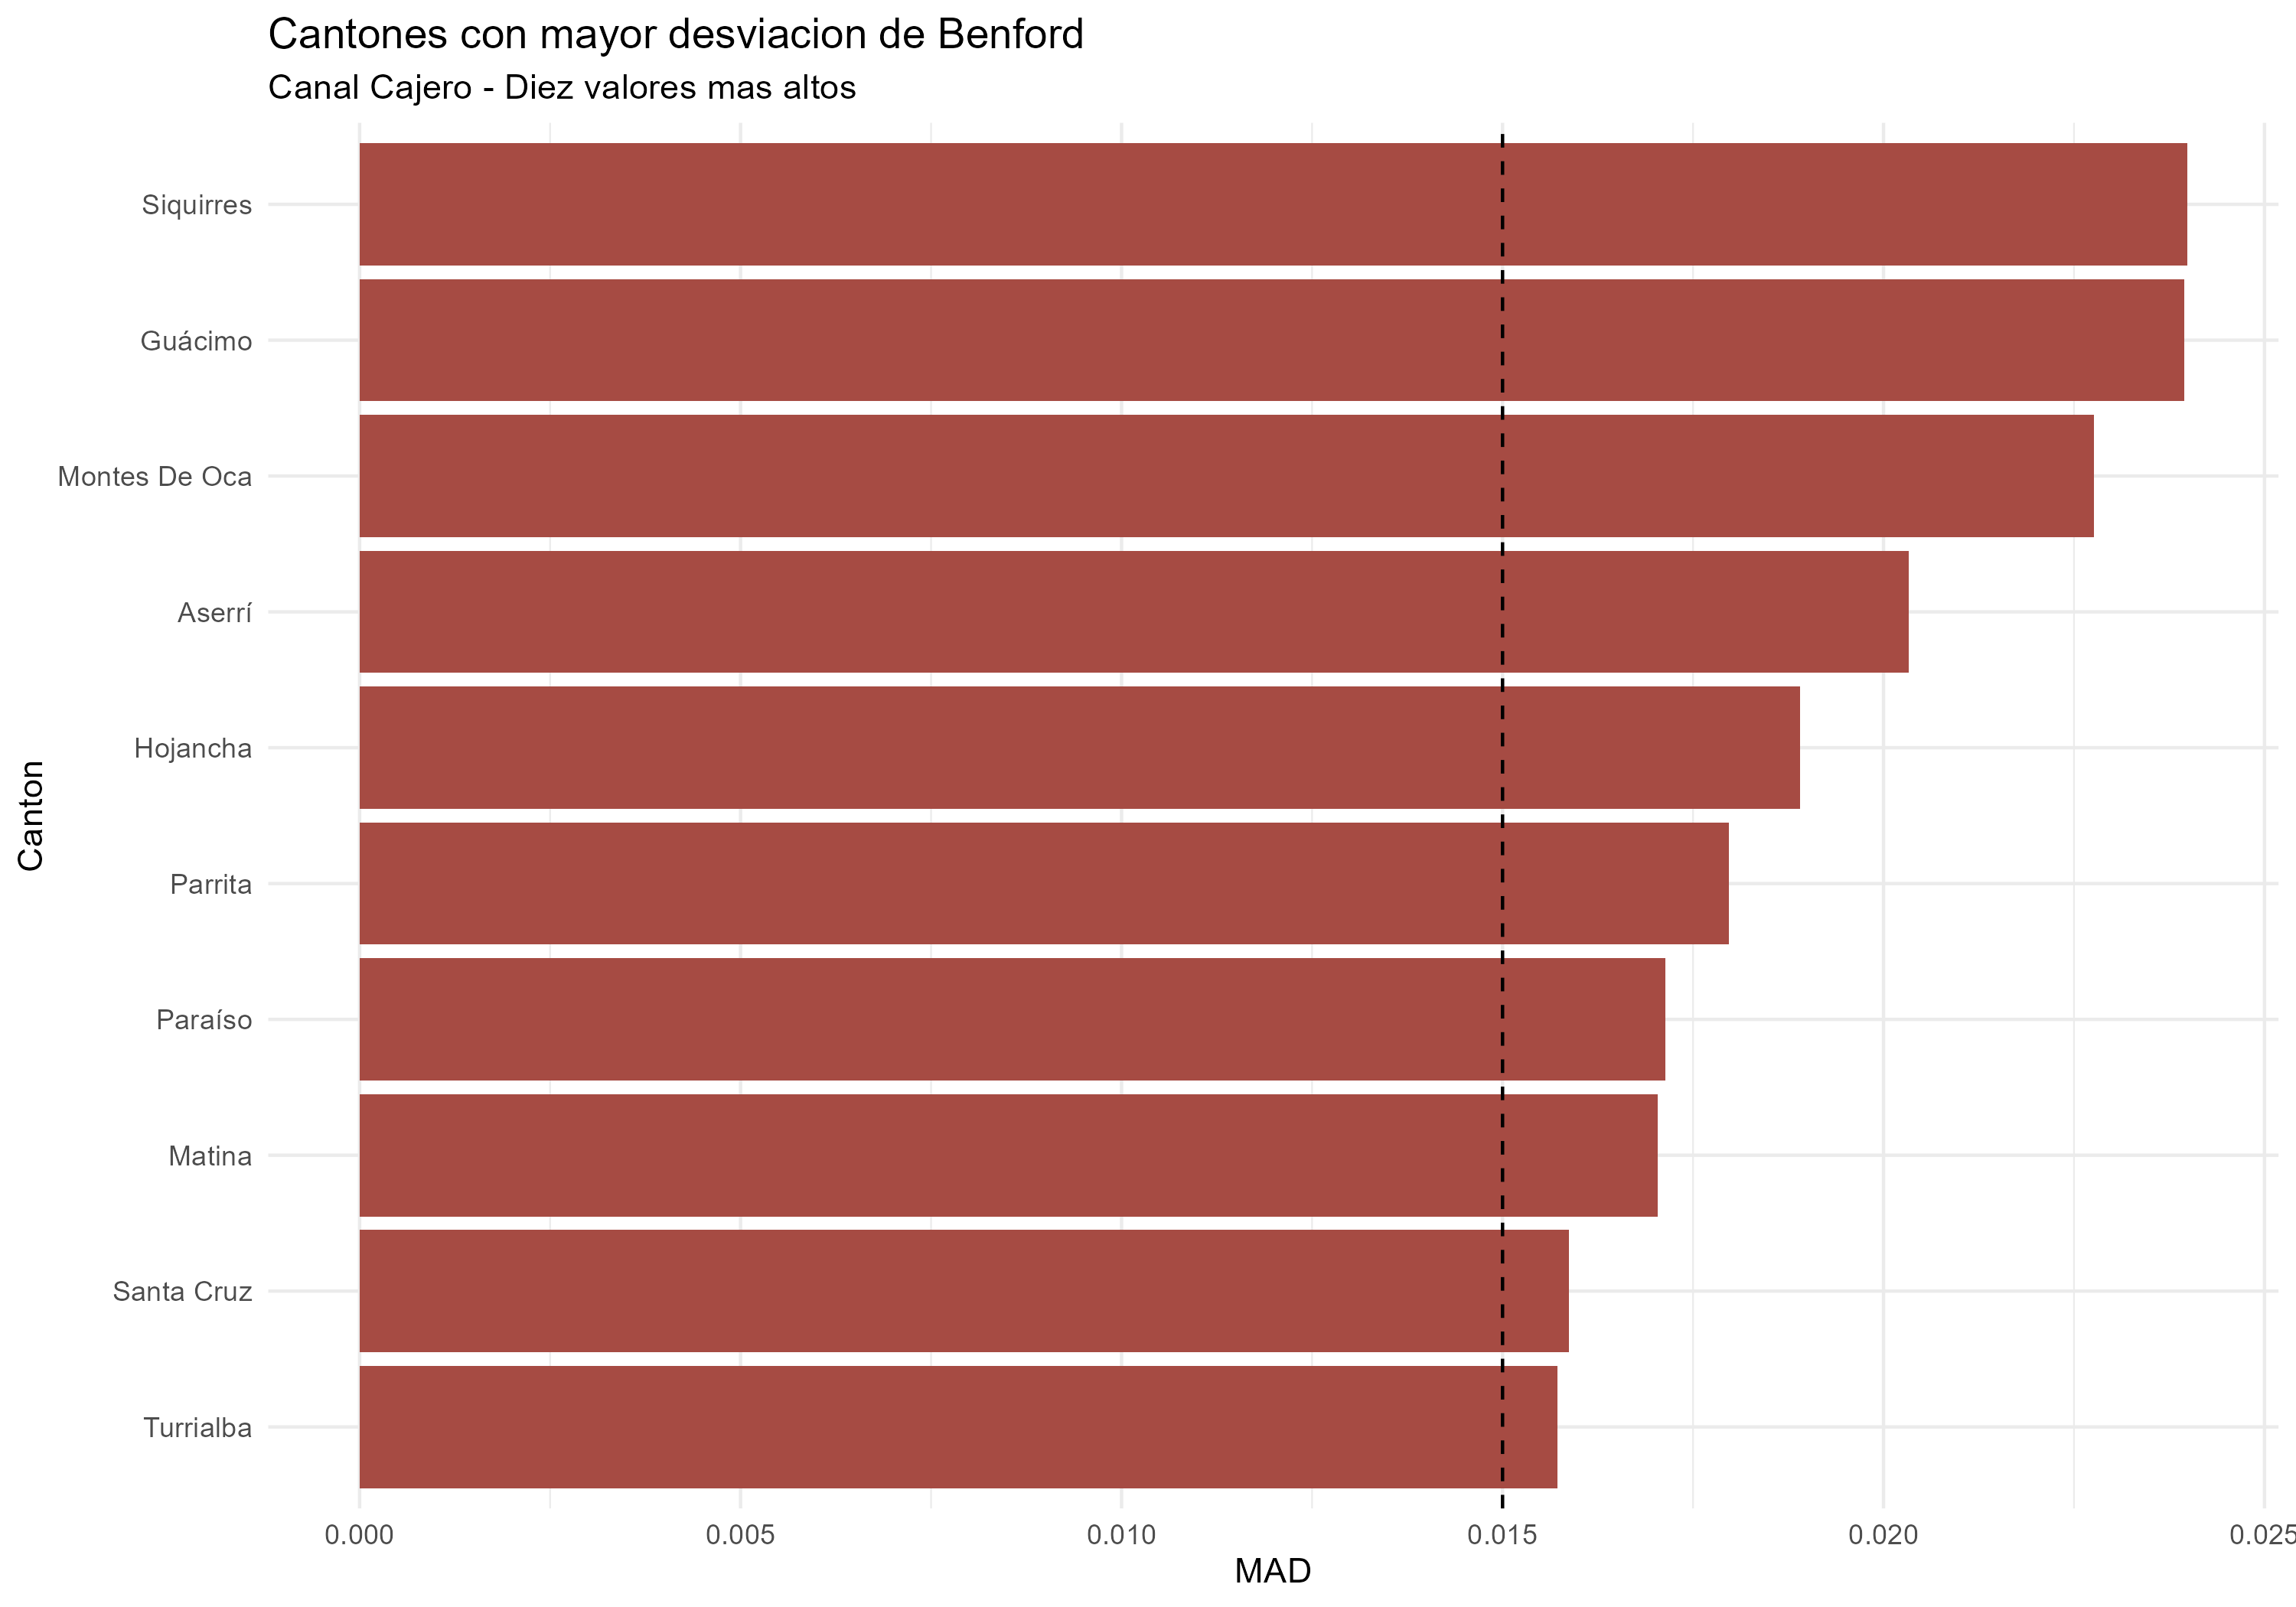 Cantones con mayor desviacion de Benford
Canal Cajero - Diez valores mas altos
Canton
Siquirres
Guácimo
Montes De Oca
Aserrí
Hojancha
Parrita
Paraíso
Matina
Santa Cruz
Turrialba
0.000 0.005 0.010 0.015 0.020 0.025
MAD